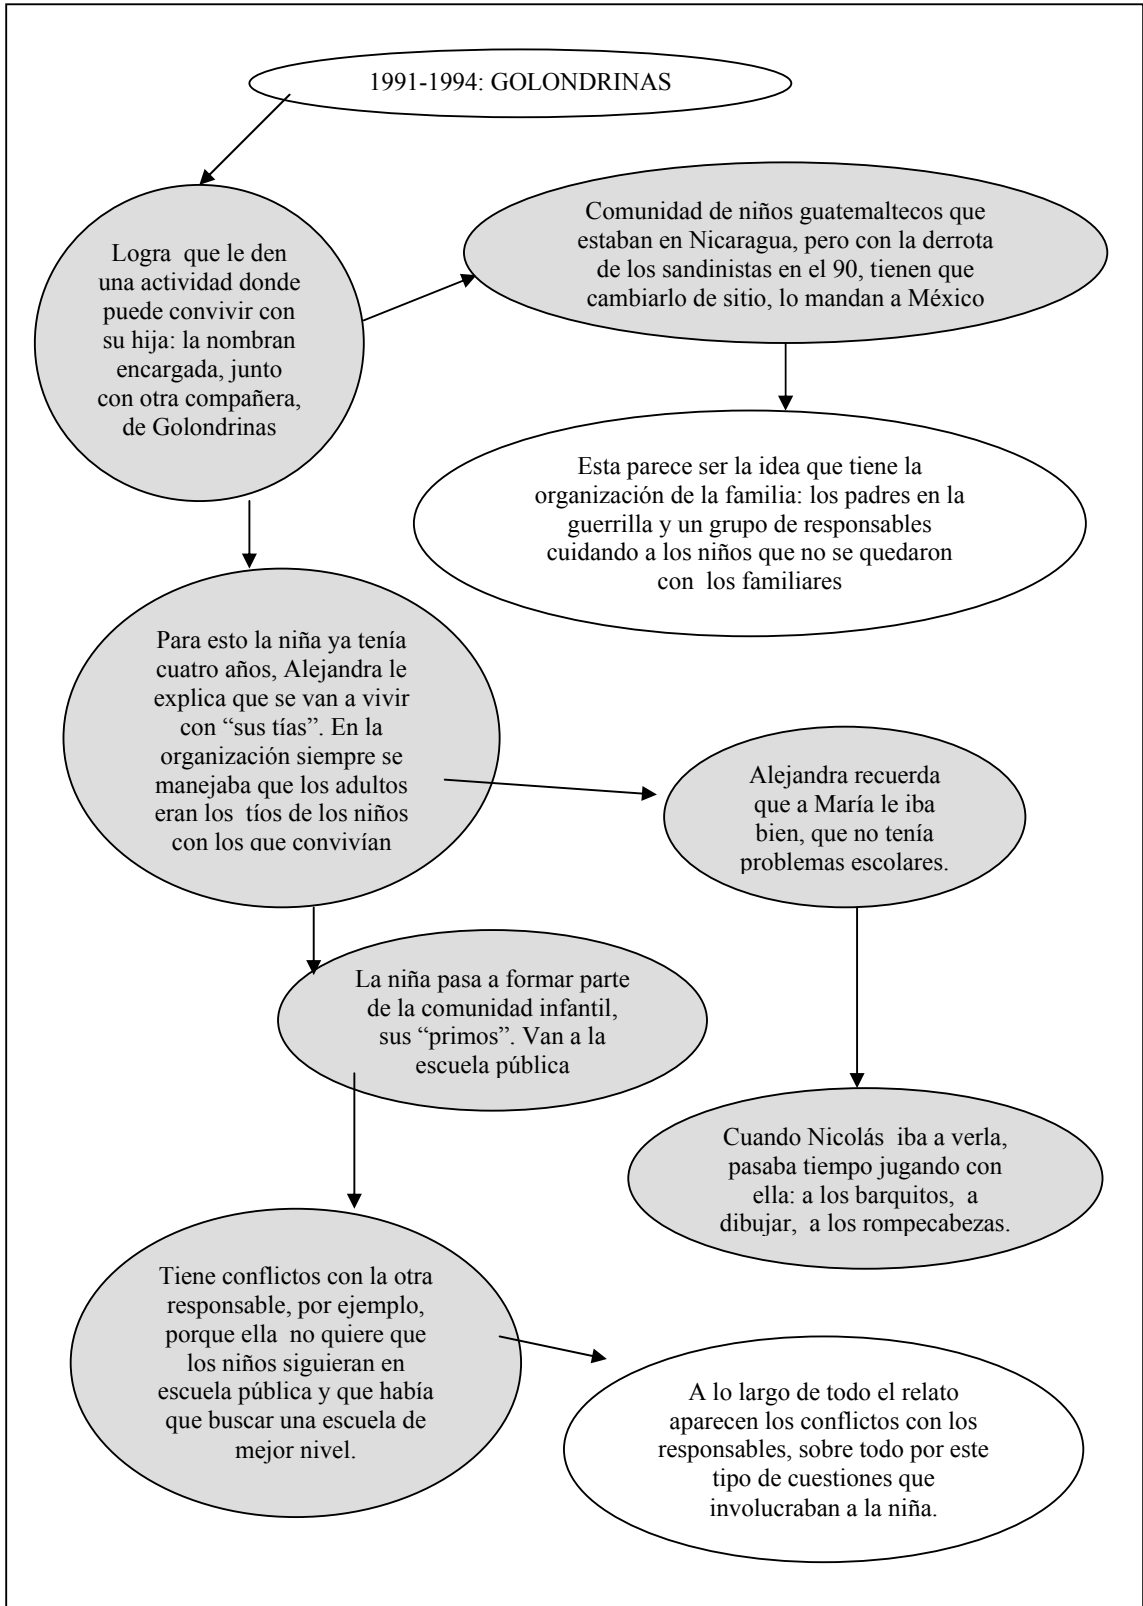 1991-1994: GOLONDRINAS
Logra que le den
una actividad donde
puede convivir con
su hija: la nombran
encargada, junto
con otra compañera,
de Golondrinas
Comunidad de niños guatemaltecos que
estaban en Nicaragua, pero con la derrota
de los sandinistas en el 90, tienen que
cambiarlo de sitio, lo mandan a México
Esta parece ser la idea que tiene la
organización de la familia: los padres en la
guerrilla y un grupo de responsables
cuidando a los niños que no se quedaron
con los familiares
Para esto la niña ya tenía
cuatro años, Alejandra le
explica que se van a vivir
con “sus tías”. En la
organización siempre se
manejaba que los adultos
eran los tíos de los niños
con los que convivían
Alejandra recuerda
que a María le iba
bien, que no tenía
problemas escolares.
La niña pasa a formar parte
de la comunidad infantil,
sus “primos”. Van a la
escuela pública
Cuando Nicolás iba a verla,
pasaba tiempo jugando con
ella: a los barquitos, a
dibujar, a los rompecabezas.
Tiene conflictos con la otra
responsable, por ejemplo,
porque ella no quiere que
los niños siguieran en
escuela pública y que había
que buscar una escuela de
mejor nivel.
A lo largo de todo el relato
aparecen los conflictos con los
responsables, sobre todo por este
tipo de cuestiones que
involucraban a la niña.